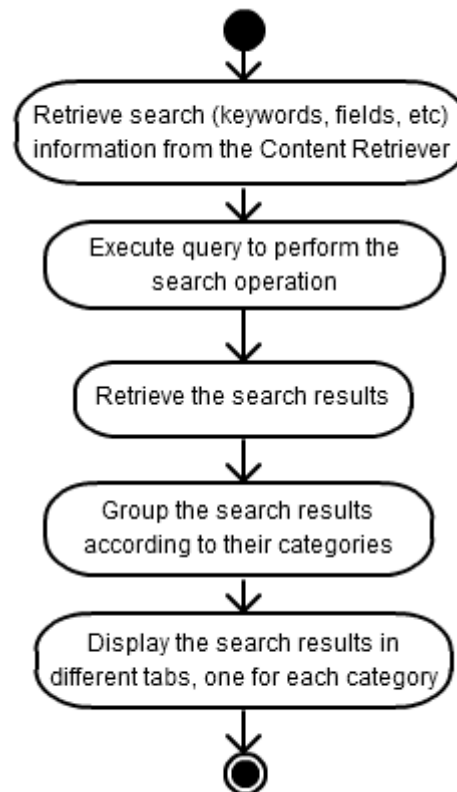 Retrieve search (keywords, fields, etc)
information from the Content Retriever
Execute query to perform the
search operation
Retrieve the search results
Group the search results
according to their categories
Display the search results in
different tabs, one for each category